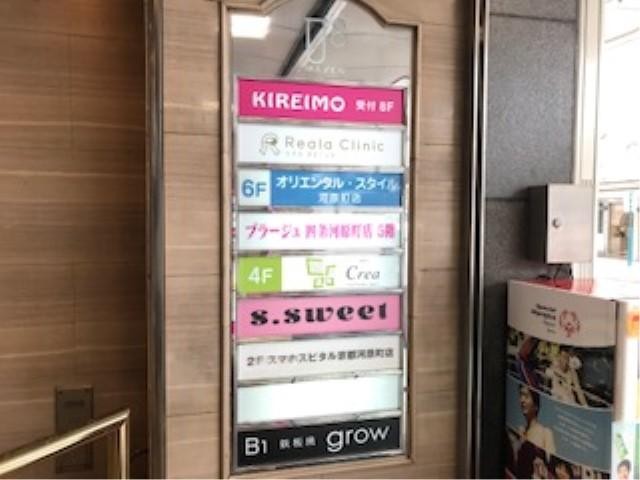 KIREIMO 受付 8F
Reala Clinic
6F オリエンタル・スタイル
河原町店
プラージュ 四条河原町店 5階
4F Crea
s.sweet
2F スマホスピタル京都河原町店
B1 鉄板焼 grow